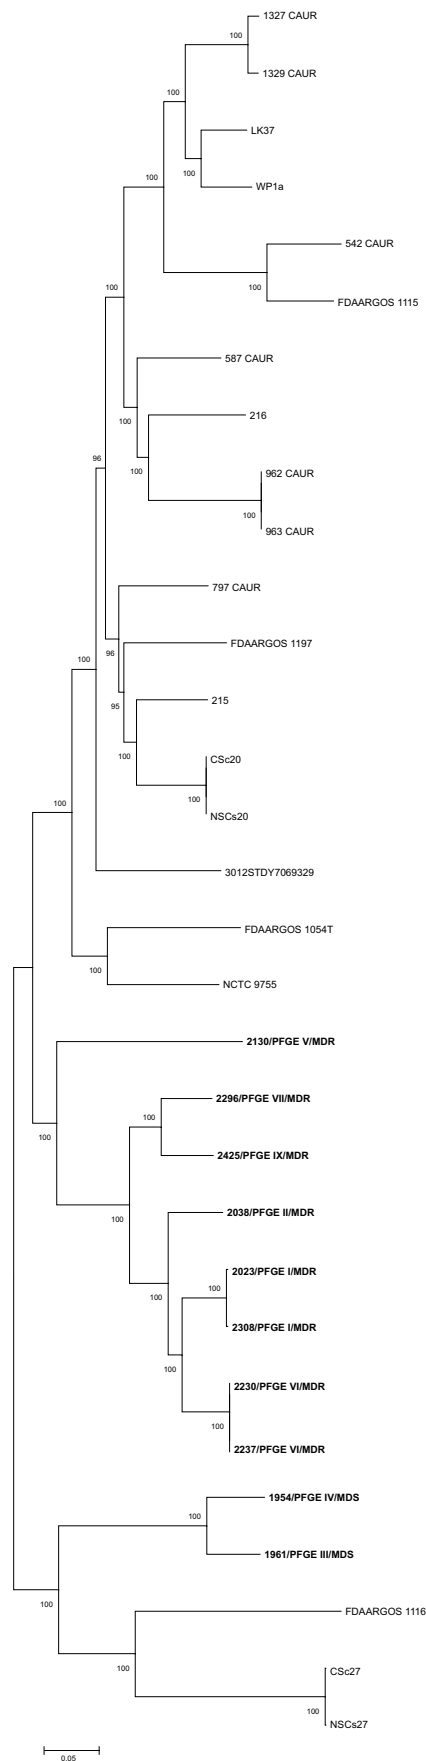 1327 CAUR
100
1329 CAUR
100
LK37
100
WP1a
100
542 CAUR
100
FDAARGOS 1115
100
587 CAUR
100
216
100
962 CAUR
96
100
963 CAUR
797 CAUR
FDAARGOS 1197
96
100
215
95
100
CSc20
100
NSCs20
100
3012STDY7069329
FDAARGOS 1054T
100
NCTC 9755
2130/PFGE V/MDR
2296/PFGE VII/MDR
100
100
2425/PFGE IX/MDR
2038/PFGE II/MDR
100
2023/PFGE I/MDR
100
100
2308/PFGE I/MDR
100
2230/PFGE VI/MDR
100
2237/PFGE VI/MDR
1954/PFGE IV/MDS
100
1961/PFGE III/MDS
100
FDAARGOS 1116
100
CSc27
100
NSCs27
0.05